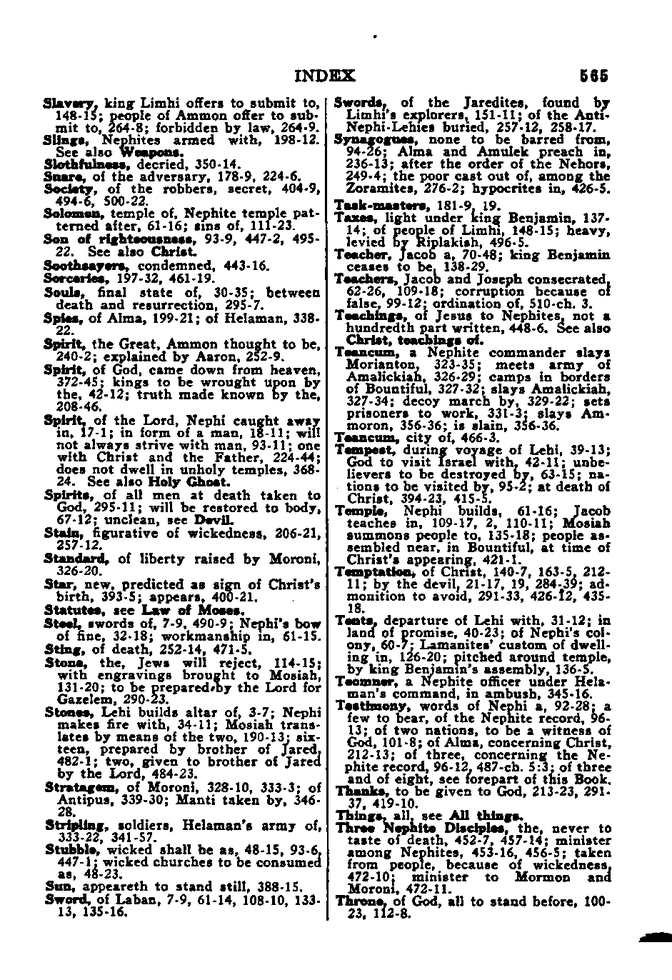 INDEX 565
Slavery, king Limhi offers to submit to,
148-15; people of Ammon offer to sub-
mit to, 264-8; forbidden by law, 264-9.
Slings, Nephites armed with, 198-12.
See also Weapons.
Slothfulness, decried, 350-14.
Snare, of the adversary, 178-9, 224-6.
Society, of the robbers, secret, 404-9,
494-6, 500-22.
Solomon, temple of, Nephite temple pat-
terned after, 61-16; sins of, 111-23.
Son of righteousness, 93-9, 447-2, 495-
22. See also Christ.
Soothsayers, condemned, 443-16.
Sorceries, 197-32, 461-19.
Souls, final state of, 30-35; between
death and resurrection, 295-7.
Spies, of Alma, 199-21; of Helaman, 338-
22.
Spirit, the Great, Ammon thought to be,
240-2; explained by Aaron, 252-9.
Spirit, of God, came down from heaven,
372-45; kings to be wrought upon by
the, 42-12; truth made known by the,
208-46.
Spirit, of the Lord, Nephi caught away
in, 17-1; in form of a man, 18-11; will
not always strive with man, 93-11; one
with Christ and the Father, 224-44;
does not dwell in unholy temples, 368-
24. See also Holy Ghost.
Spirits, of all men at death taken to
God, 295-11; will be restored to body,
67-12; unclean, see Devil.
Stain, figurative of wickedness, 206-21,
257-12.
Standard, of liberty raised by Moroni,
326-20.
Star, new, predicted as sign of Christ's
birth, 393-5; appears, 400-21.
Statutes, see Law of Moses.
Steel, swords of, 7-9, 490-9; Nephi's bow
of fine, 32-18; workmanship in, 61-15.
Sting, of death, 252-14, 471-5.
Stone, the, Jews will reject, 114-15;
with engravings brought to Mosiah,
131-20; to be prepared by the Lord for
Gazelem, 290-23.
Stones, Lehi builds altar of, 3-7; Nephi
makes fire with, 34-11; Mosiah trans-
lates by means of the two, 190-13; six-
teen, prepared by brother of Jared,
482-1; two, given to brother of Jared
by the Lord, 484-23.
Stratagem, of Moroni, 328-10, 333-3; of
Antipus, 339-30; Manti taken by, 346-
28.
Stripling, soldiers, Helaman's army of,
333-22, 341-57.
Stubble, wicked shall be as, 48-15, 93-6,
447-1; wicked churches to be consumed
as, 48-23.
Sun, appeareth to stand still, 388-15.
Sword, of Laban, 7-9, 61-14, 108-10, 133-
13, 135-16.
Swords, of the Jaredites, found by
Limhi's explorers, 151-11; of the Anti-
Nephi-Lehies buried, 257-12, 258-17.
Synagogues, none to be barred from,
94-26; Alma and Amulek preach in,
236-13; after the order of the Nehors,
249-4; the poor cast out of, among the
Zoramites, 276-2; hypocrites in, 426-5.
Task-masters, 181-9, 19.
Taxes, light under king Benjamin, 137-
14; of people of Limhi, 148-15; heavy,
levied by Riplakish, 496-5.
Teacher, Jacob a, 70-48; king Benjamin
ceases to be, 138-29.
Teachers, Jacob and Joseph consecrated,
62-26, 109-18; corruption because of
false, 99-12; ordination of, 510-ch. 3.
Teachings, of Jesus to Nephites, not a
hundredth part written, 448-6. See also
Christ, teachings of.
Teancum, a Nephite commander slays
Morianton, 323-35; meets army of
Amalickiah, 326-29; camps in borders
of Bountiful, 327-32; slays Amalickiah,
327-34; decoy march by, 329-22; sets
prisoners to work, 331-3; slays Am-
moron, 356-36; is slain, 356-36.
Teancum, city of, 466-3.
Tempest, during voyage of Lehi, 39-13;
God to visit Israel with, 42-11; unbe-
lievers to be destroyed by, 63-15; na-
tions to be visited by, 95-2; at death of
Christ, 394-23, 415-5.
Temple, Nephi builds, 61-16; Jacob
teaches in, 109-17, 2, 110-11; Mosiah
summons people to, 135-18; people as-
sembled near, in Bountiful, at time of
Christ's appearing, 421-1.
Temptation, of Christ, 140-7, 163-5, 212-
11; by the devil, 21-17, 19, 284-39; ad-
monition to avoid, 291-33, 426-12, 435-
18.
Tents, departure of Lehi with, 31-12; in
land of promise, 40-23; of Nephi's col-
ony, 60-7; Lamanites' custom of dwell-
ing in, 126-20; pitched around temple,
by king Benjamin's assembly, 136-5.
Teomner, a Nephite officer under Hela-
man's command, in ambush, 345-16.
Testimony, words of Nephi a, 92-28; a
few to bear, of the Nephite record, 96-
13; of two nations, to be a witness of
God, 101-8; of Alma, concerning Christ,
212-13; of three, concerning the Ne-
phite record, 96-12, 487-ch. 5:3; of three
and of eight, see forepart of this Book.
Thanks, to be given to God, 213-23, 291-
37, 419-10.
Things, all, see All things.
Three Nephite Disciples, the, never to
taste of death, 452-7, 457-14; minister
among Nephites, 453-16, 456-5; taken
from people, because of wickedness,
472-10; minister to Mormon and
Moroni, 472-11.
Throne, of God, all to stand before, 100-
23, 112-8.